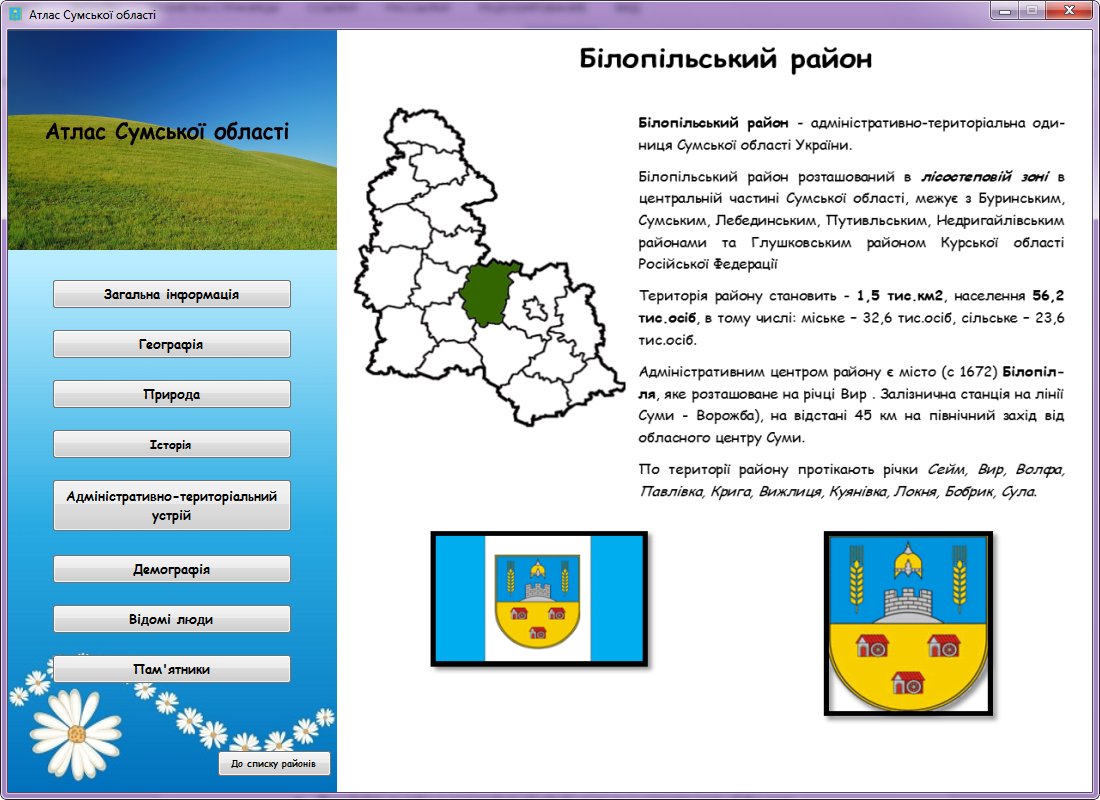 Атлас Сумської області
Атлас Сумської області
Загальна інформація
Географія
Природа
Історія
Адміністративно-територіальний
устрій
Демографія
Відомі люди
Пам'ятники
До списку районів
Білопільський район
Білопільський район - адміністративно-територіальна оди-
ниця Сумської області України.
Білопільський район розташований в лісостеповій зоні в
центральній частині Сумської області, межує з Буринським,
Сумським, Лебединським, Путивльським, Недригайлівським
районами та Глушковським районом Курської області
Російської Федерації
Територія району становить - 1,5 тис.км2, населення 56,2
тис.осіб, в тому числі: міське – 32,6 тис.осіб, сільське – 23,6
тис.осіб.
Адміністративним центром району є місто (с 1672) Білопіл-
ля, яке розташоване на річці Вир . Залізнична станція на лінії
Суми - Ворожба), на відстані 45 км на північний захід від
обласного центру Суми.
По території району протікають річки Сейм, Вир, Волфа,
Павлівка, Крига, Вижлиця, Куянівка, Локня, Бобрик, Сула.